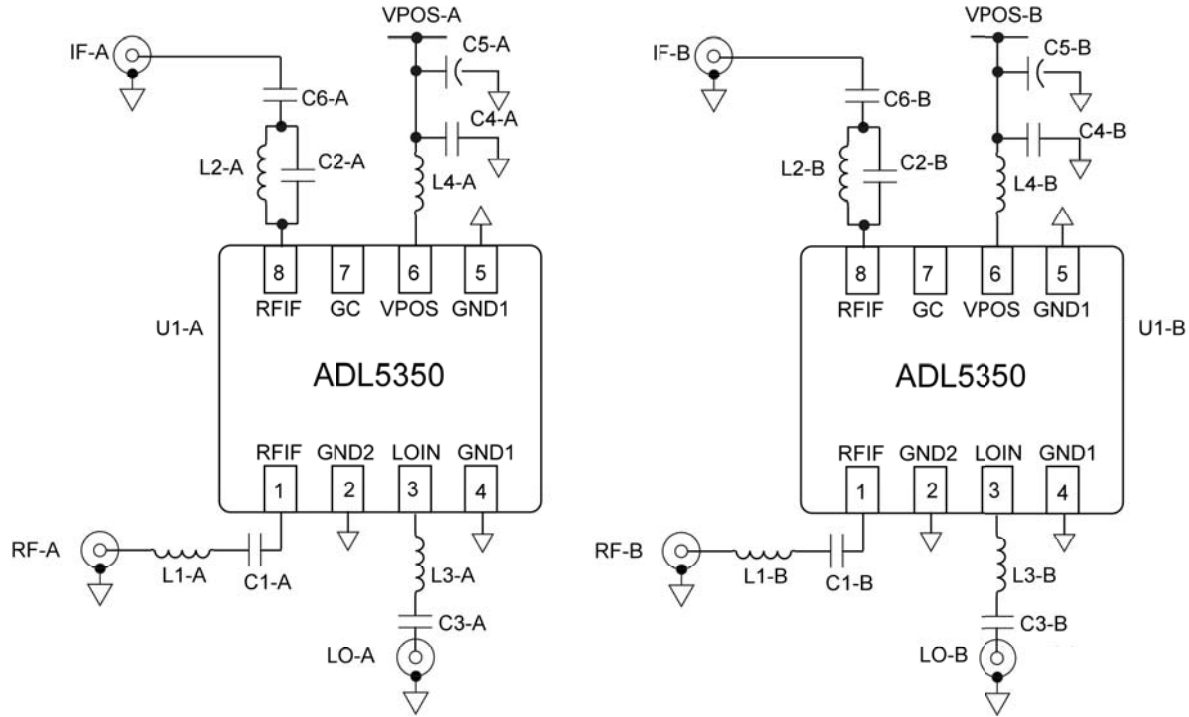 VPOS-A
IF-A
C5-A
C6-A
C4-A
L2-A
C2-A
L4-A
8
7
6
5
RFIF
GC
VPOS
GND1
U1-A
ADL5350
RFIF
GND2
LOIN
GND1
1
2
3
4
RF-A
L1-A
C1-A
L3-A
C3-A
LO-A
VPOS-B
IF-B
C5-B
C6-B
C4-B
L2-B
C2-B
L4-B
8
7
6
5
RFIF
GC
VPOS
GND1
U1-B
ADL5350
RFIF
GND2
LOIN
GND1
1
2
3
4
RF-B
L1-B
C1-B
L3-B
C3-B
LO-B